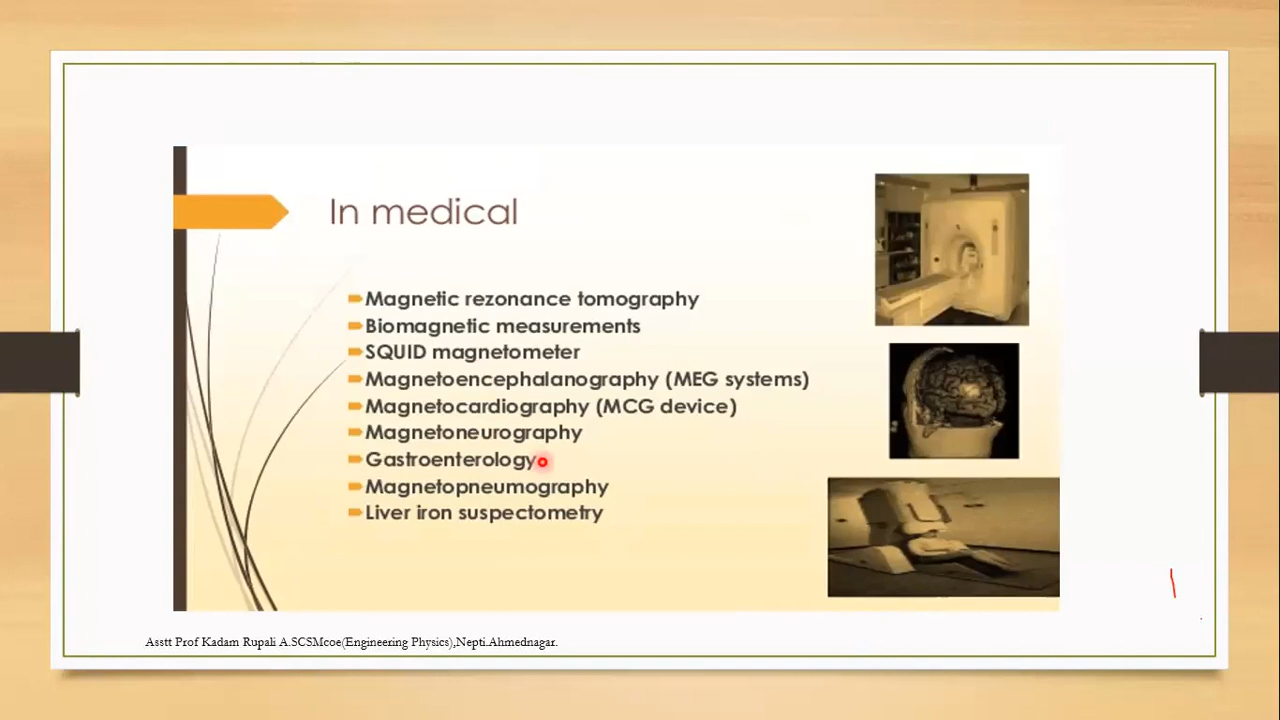 In medical
Magnetic rezonance tomography
Biomagnetic measurements
SQUID magnetometer
Magnetoencephalanography (MEG systems)
Magnetocardiography (MCG device)
Magnetoneurography
Gastroenterology
Magnetopneumography
Liver iron suspectometry
Asstt Prof Kadam Rupali A.SCSMcoe(Engineering Physics),Nepti.Ahmednagar.